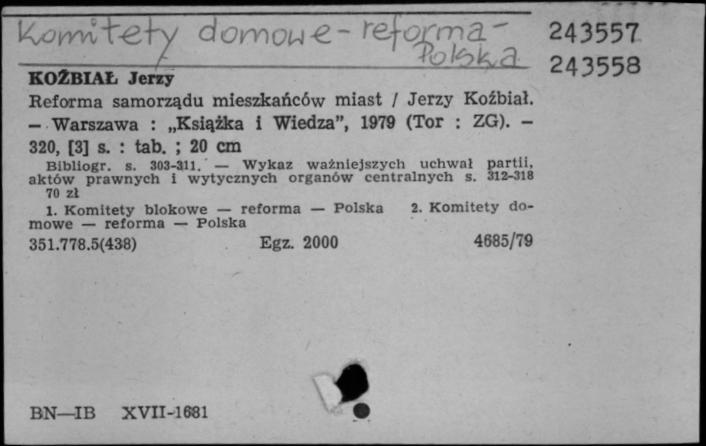 Komitety domowe - reforma -
Polska
243557
243558
KOŹBIAŁ Jerzy
Reforma samorządu mieszkańców miast / Jerzy Koźbiał.
— Warszawa : „Książka i Wiedza”, 1979 (Tor : ZG). —
320, [3] s. : tab. ; 20 cm
Bibliogr. s. 303-311. — Wykaz ważniejszych uchwał partii,
aktów prawnych i wytycznych organów centralnych s. 312-318
70 zł
1. Komitety blokowe — reforma — Polska 2. Komitety do-
mowe — reforma — Polska
351.778.5(438) Egz. 2000 4685/79
BN—IB XVII-1681